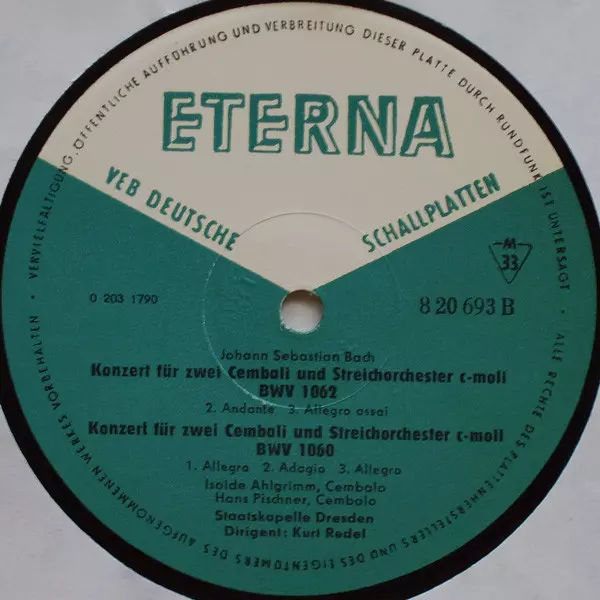 VERVIELFÄLTIGUNG, ÖFFENTLICHE AUFFÜHRUNG UND VERBREITUNG DIESER PLATTE DURCH RUNDFUNK IST UNTERSAGT • ALLE RECHTE DES PLATTENHERSTELLERS UND DES EIGENTÜMERS DES AUFGENOMMENEN WERKES VORBEHALTEN •
ETERNA
VEB DEUTSCHE SCHALLPLATTEN
M
33
0 203 1790
8 20 693 B
Johann Sebastian Bach
Konzert für zwei Cembali und Streichorchester c-moll
BWV 1062
2. Andante 3. Allegro assai
Konzert für zwei Cembali und Streichorchester c-moll
BWV 1060
1. Allegro 2. Adagio 3. Allegro
Isolde Ahlgrimm, Cembalo
Hans Pischner, Cembalo
Staatskapelle Dresden
Dirigent: Kurt Redel